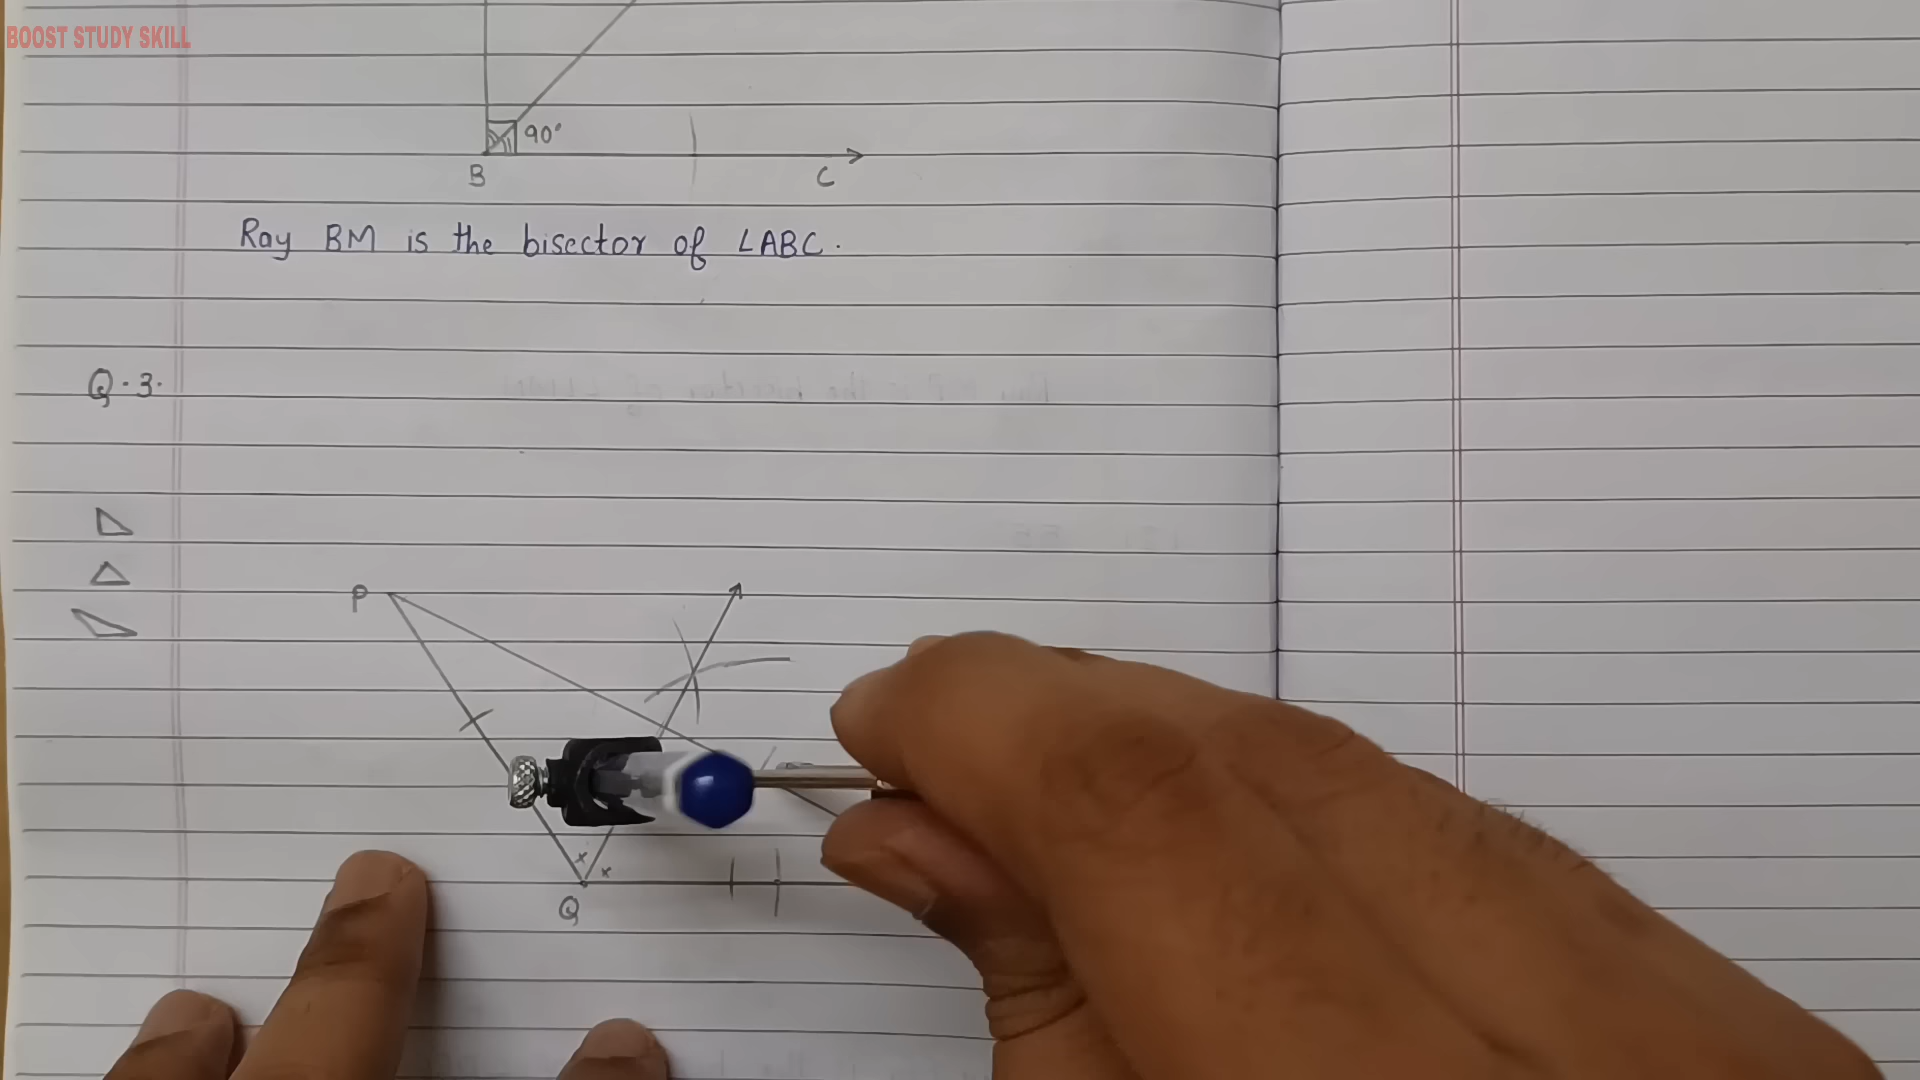 BOOST STUDY SKILL
90°
B C
Ray BM is the bisector of ∠ABC.
Q.3.
P
x x
Q